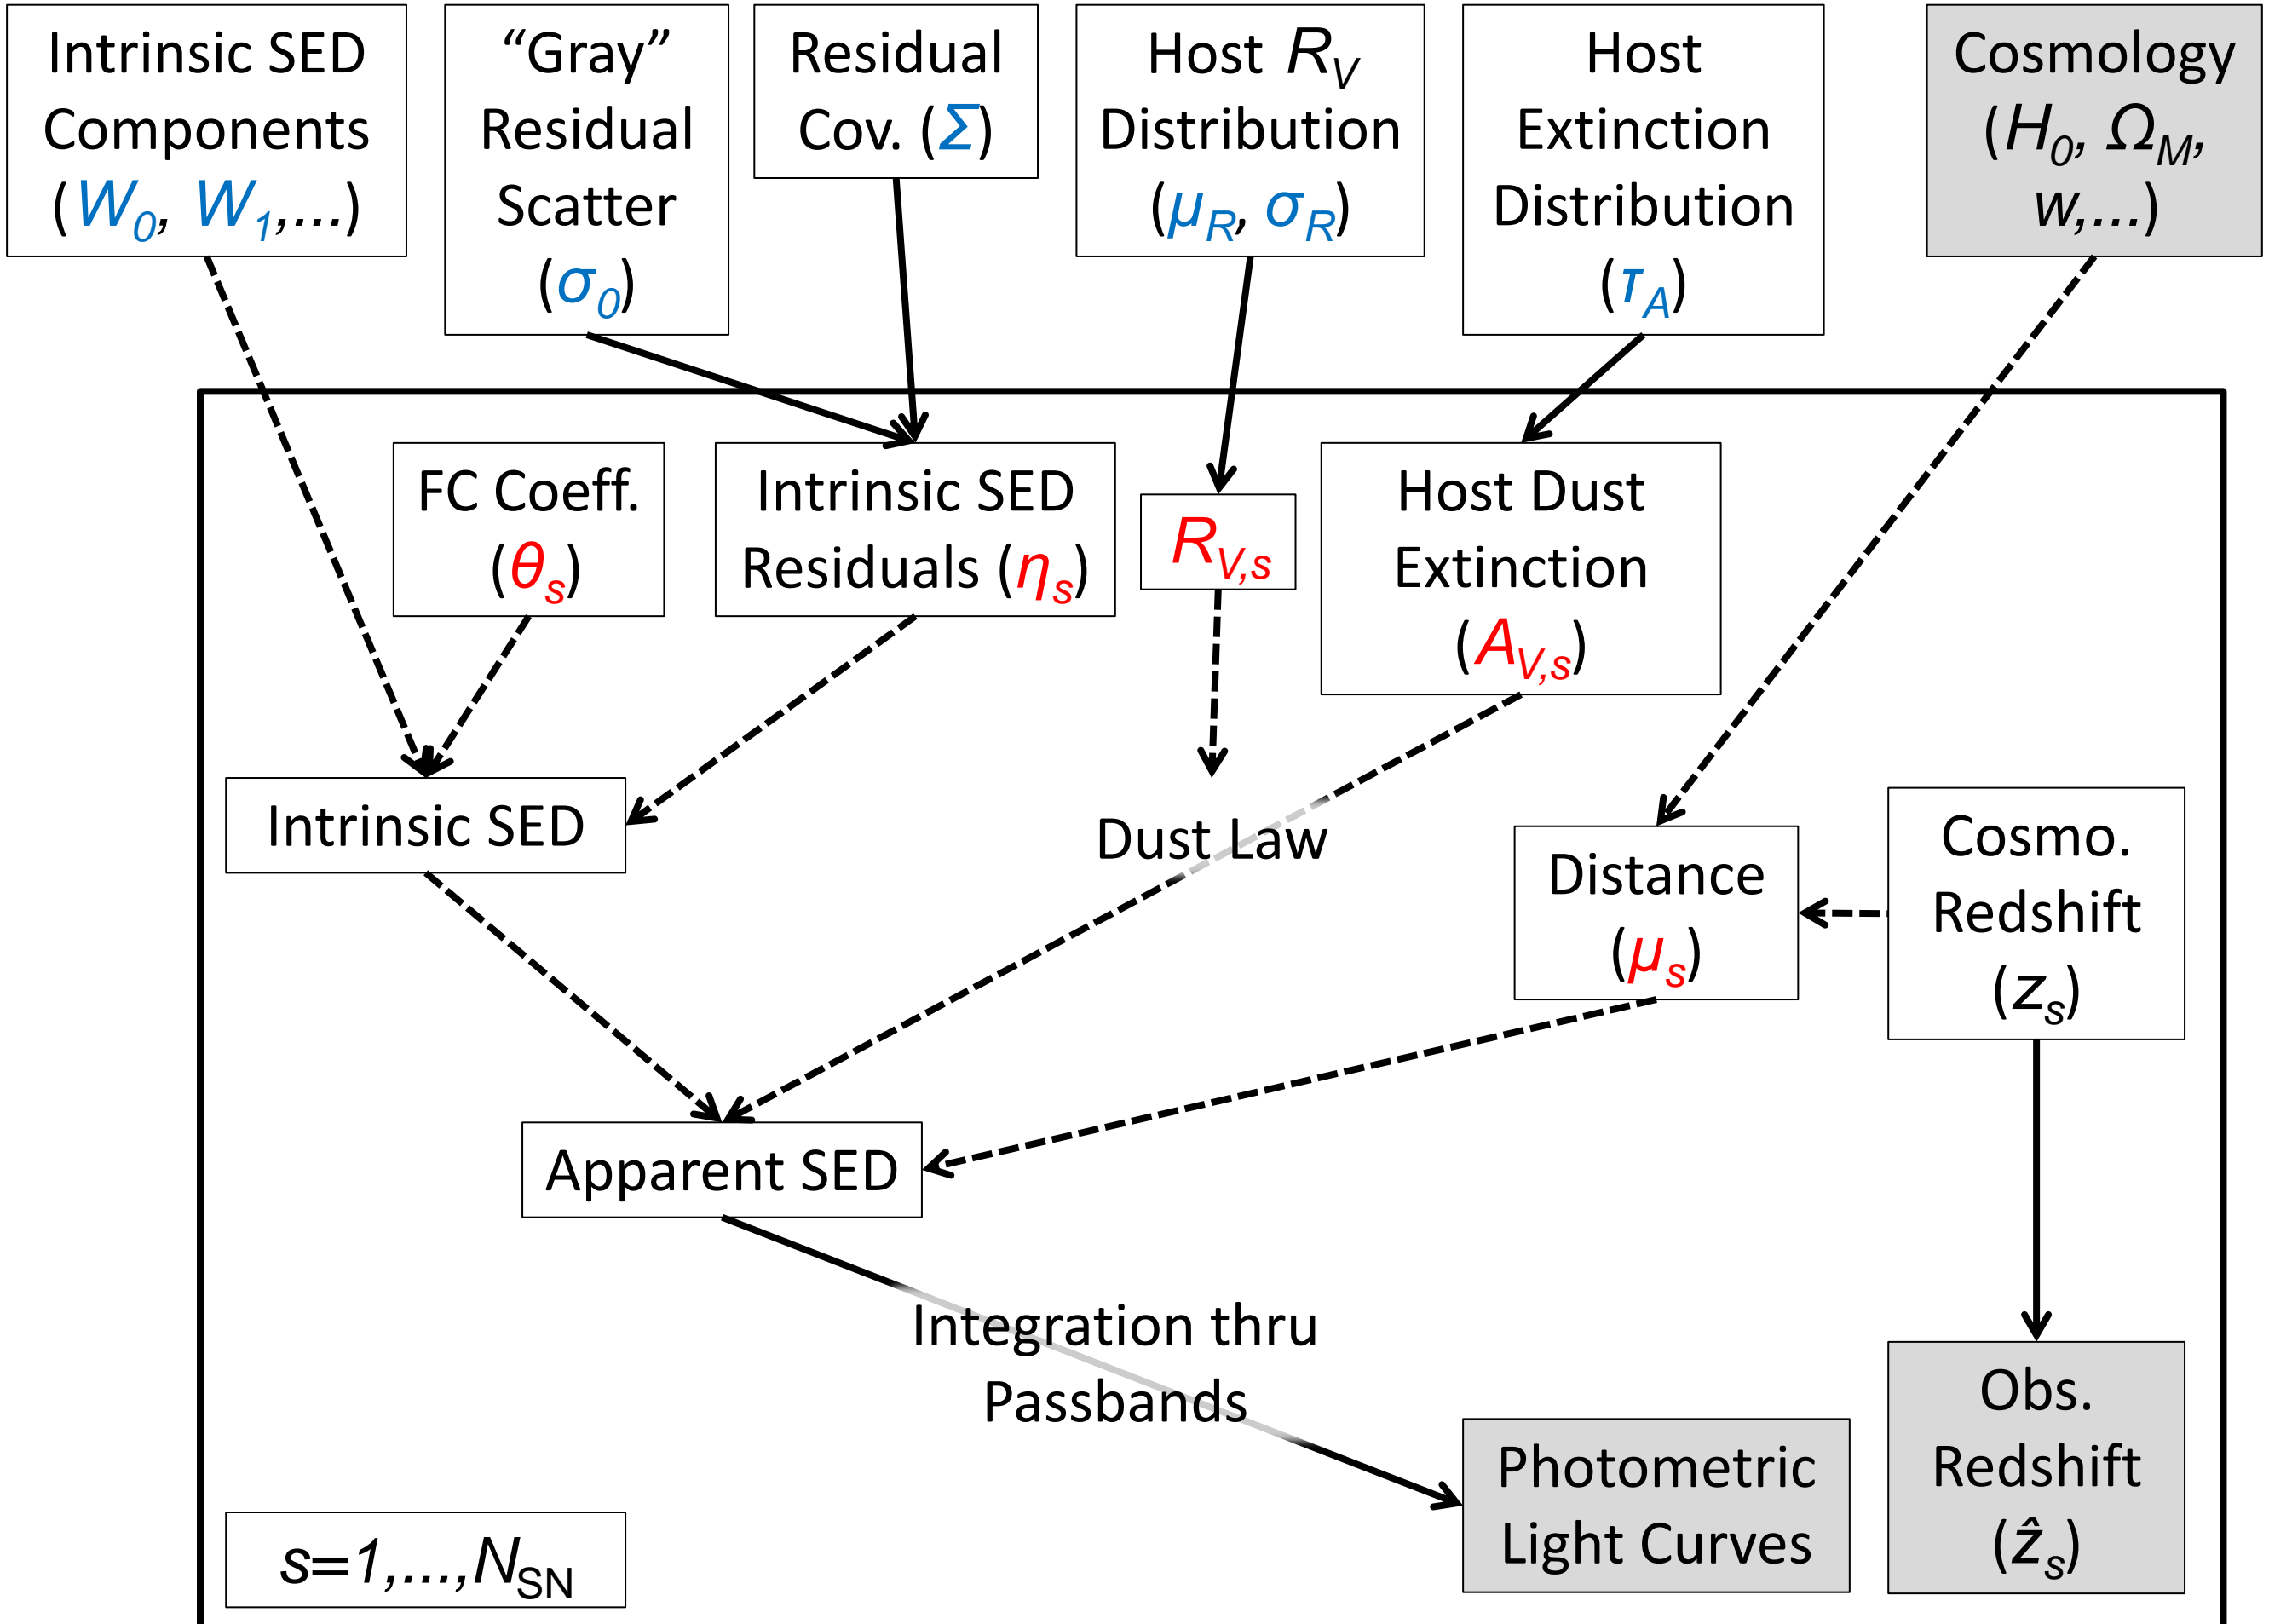 Intrinsic SED
Components
(W0, W1,...)
“Gray”
Residual
Scatter
(σ0)
Residual
Cov. (Σ)
Host RV
Distribution
(μR, σR)
Host
Extinction
Distribution
(τA)
Cosmology
(H0, ΩM,
w,...)
FC Coeff.
(θs)
Intrinsic SED
Residuals (ηs)
RV,s
Host Dust
Extinction
(AV,s)
Intrinsic SED
Dust Law
Distance
(μs)
Cosmo.
Redshift
(zs)
Apparent SED
Integration thru
Passbands
Photometric
Light Curves
Obs.
Redshift
(ẑs)
s=1,...,NSN